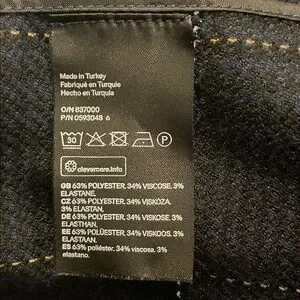 Made in Turkey
Fabriqué en Turquie
Hecho en Turquía
O/N 837000
P/N 0593048 6
30
P
clevercare.info
GB 63% POLYESTER, 34% VISCOSE, 3%
ELASTANE.
CZ 63% POLYESTER, 34% VISKÓZA,
3% ELASTAN.
DE 63% POLYESTER, 34% VISKOSE, 3%
ELASTHAN.
EE 63% POLÜESTER, 34% VISKOOS, 3%
ELASTAAN.
ES 63% poliéster, 34% viscosa, 3%
elastano.